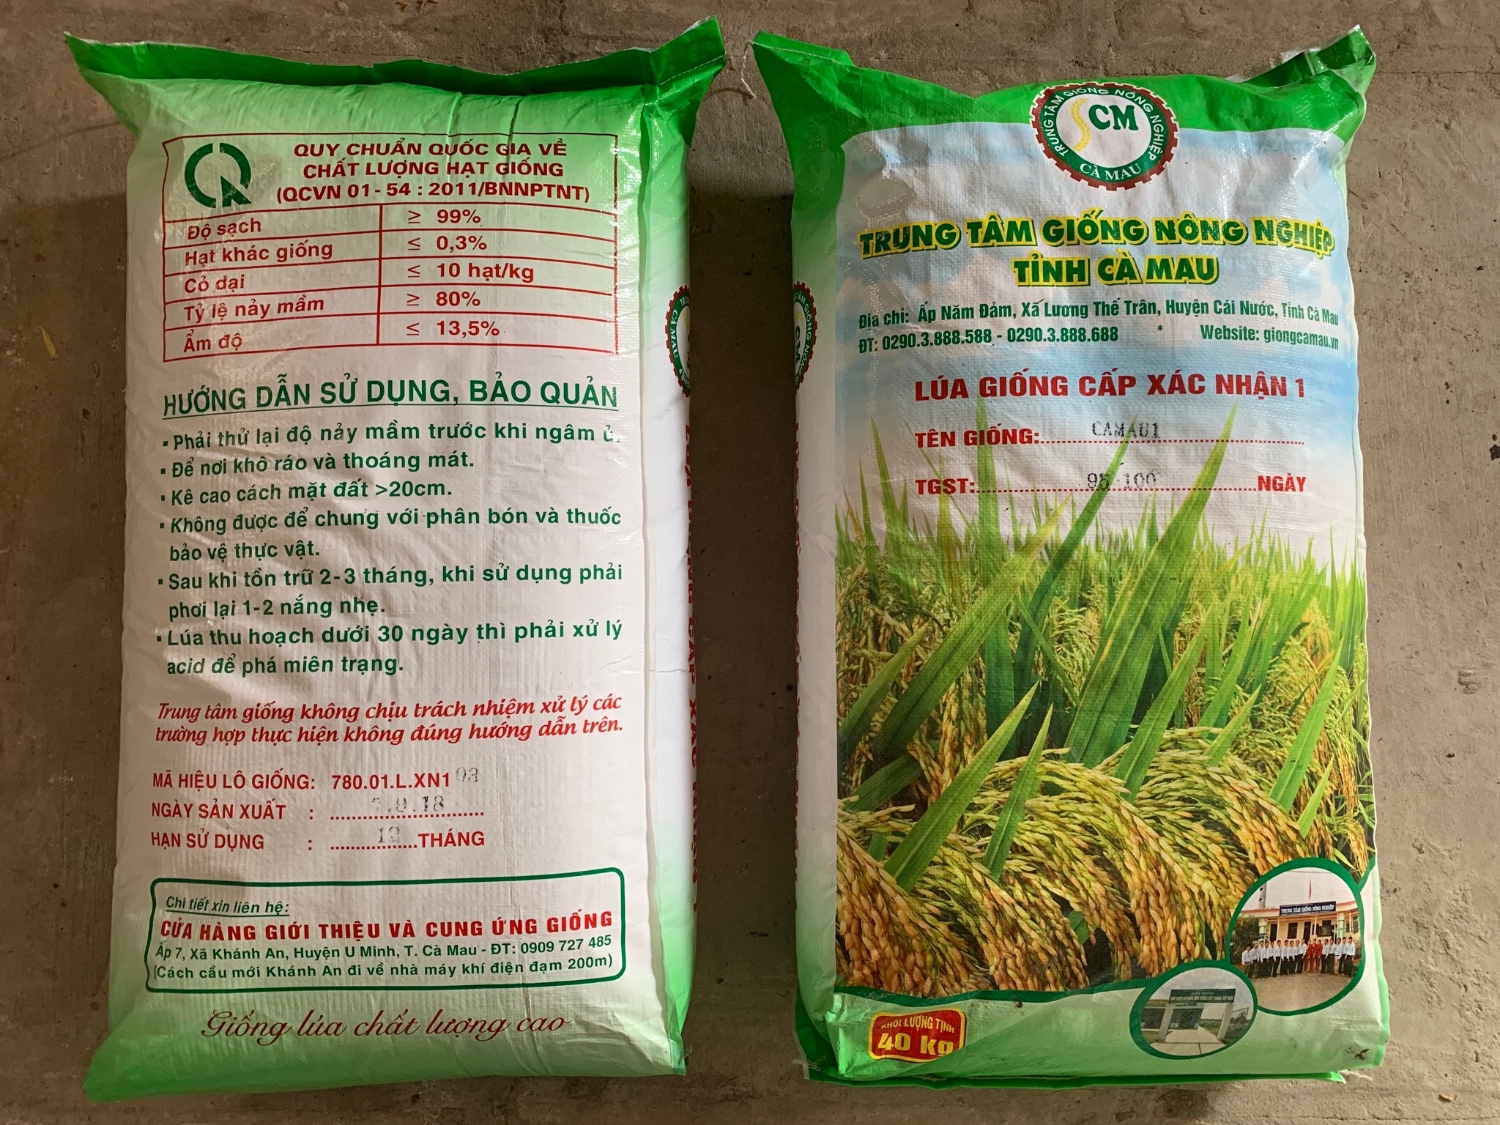 QUY CHUẨN QUỐC GIA VỀ
CHẤT LƯỢNG HẠT GIỐNG
(QCVN 01 - 54 : 2011/BNNPTNT)
Độ sạch ≥ 99%
Hạt khác giống ≤ 0,3%
Cỏ dại ≤ 10 hạt/kg
Tỷ lệ nảy mầm ≥ 80%
Ẩm độ ≤ 13,5%
HƯỚNG DẪN SỬ DỤNG, BẢO QUẢN
- Phải thử lại độ nảy mầm trước khi ngâm ủ.
- Để nơi khô ráo và thoáng mát.
- Kê cao cách mặt đất >20cm.
- Không được để chung với phân bón và thuốc
bảo vệ thực vật.
- Sau khi tồn trữ 2-3 tháng, khi sử dụng phải
phơi lại 1-2 nắng nhẹ.
- Lúa thu hoạch dưới 30 ngày thì phải xử lý
acid để phá miên trạng.
Trung tâm giống không chịu trách nhiệm xử lý các
trường hợp thực hiện không đúng hướng dẫn trên.
MÃ HIỆU LÔ GIỐNG: 780.01.L.XN1
NGÀY SẢN XUẤT : .9.18
HẠN SỬ DỤNG : THÁNG
Chi tiết xin liên hệ:
CỬA HÀNG GIỚI THIỆU VÀ CUNG ỨNG GIỐNG
Ấp 7, Xã Khánh An, Huyện U Minh, T. Cà Mau - ĐT: 0909 727 485
(Cách cầu mới Khánh An đi về nhà máy khí điện đạm 200m)
Giống lúa chất lượng cao
TRUNG TÂM GIỐNG NÔNG NGHIỆP
CM
CÀ MAU
TRUNG TÂM GIỐNG NÔNG NGHIỆP
TỈNH CÀ MAU
Địa chỉ: Ấp Năm Đảm, Xã Lương Thế Trân, Huyện Cái Nước, Tỉnh Cà Mau
ĐT: 0290.3.888.588 - 0290.3.888.688 * Website: giongcamau.vn
LÚA GIỐNG CẤP XÁC NHẬN 1
TÊN GIỐNG: CAMAU1
TGST: 95-100 NGÀY
TRUNG TÂM GIỐNG NÔNG NGHIỆP
KHỐI LƯỢNG TỊNH
40 Kg